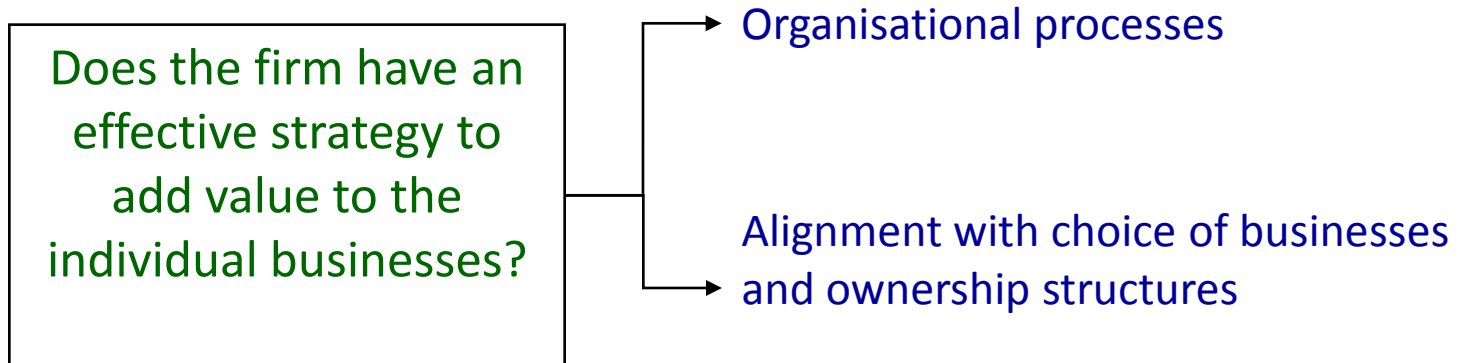 Does the firm have an
effective strategy to
add value to the
individual businesses?
Organisational processes
Alignment with choice of businesses
and ownership structures